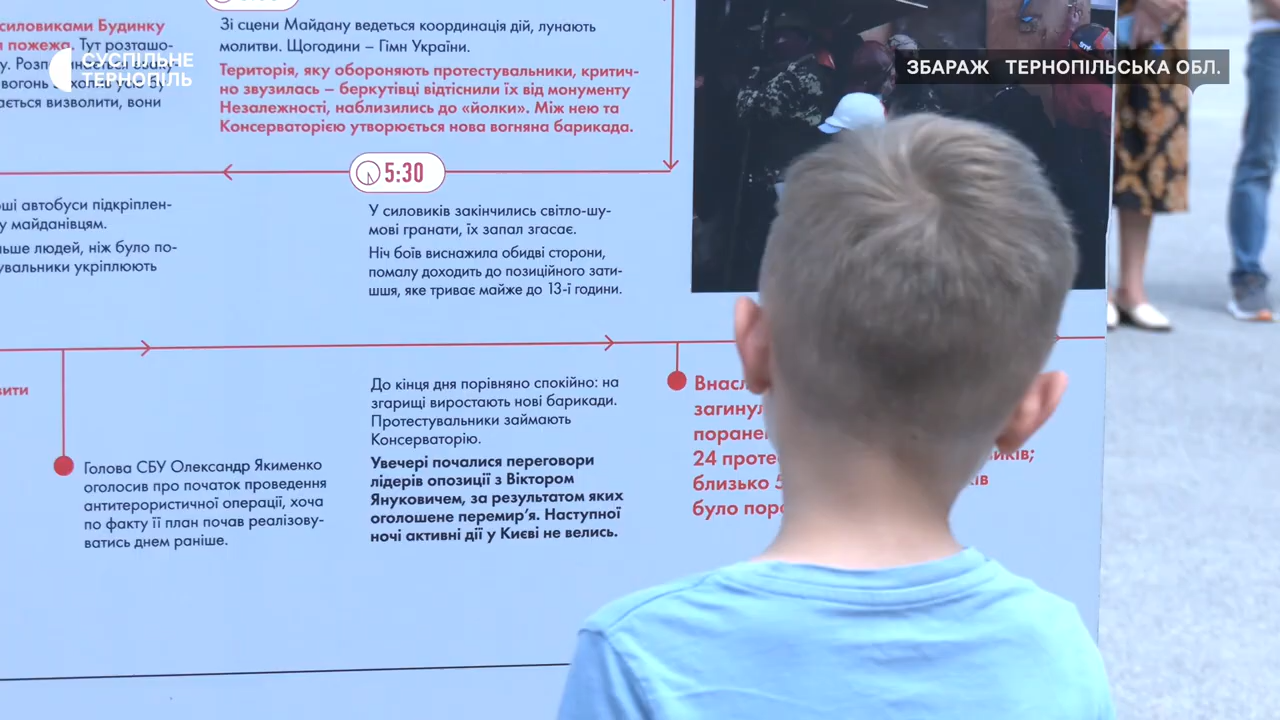 СУСПІЛЬНЕ
ТЕРНОПІЛЬ
ЗБАРАЖ ТЕРНОПІЛЬСЬКА ОБЛ.
силовиками Будинку
пожежа. Тут розташо-
вогонь
ається визволити, вони
Зі сцени Майдану ведеться координація дій, лунають
молитви. Щогодини – Гімн України.
Територія, яку обороняють протестувальники, критич-
но звузилась – беркутівці відтіснили їх від монументу
Незалежності, наблизились до «йолки». Між нею та
Консерваторією утворюється нова вогняна барикада.
5:30
ші автобуси підкріплен-
у майданівцям.
льше людей, ніж було по-
увальники укріплюють
У силовиків закінчились світло-шу-
мові гранати, їх запал згасає.
Ніч боїв виснажила обидві сторони,
помалу доходить до позиційного зати-
шшя, яке триває майже до 13-ї години.
вити
Голова СБУ Олександр Якименко
оголосив про початок проведення
антитерористичної операції, хоча
по факту її план почав реалізову-
ватись днем раніше.
До кінця дня порівняно спокійно: на
згарищі виростають нові барикади.
Протестувальники займають
Консерваторію.
Увечері почалися переговори
лідерів опозиції з Віктором
Януковичем, за результатом яких
оголошене перемир’я. Наступної
ночі активні дії у Києві не велись.
Внасл
загинул
поранен
24 проте
близько 5
було пор